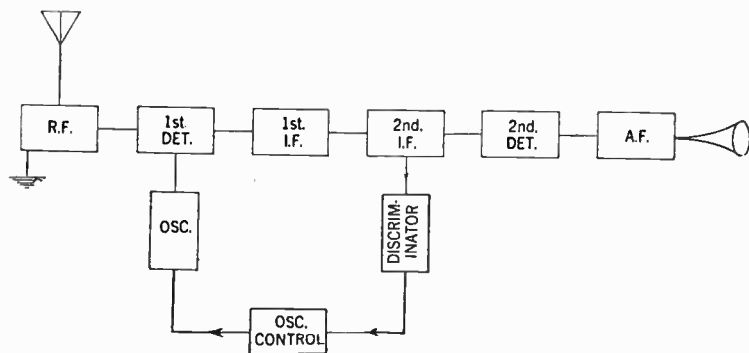 R.F.
1st.
DET.
1st.
I.F.
2nd.
I.F.
2nd.
DET.
A.F.
OSC.
DISCRIM-
INATOR
OSC.
CONTROL